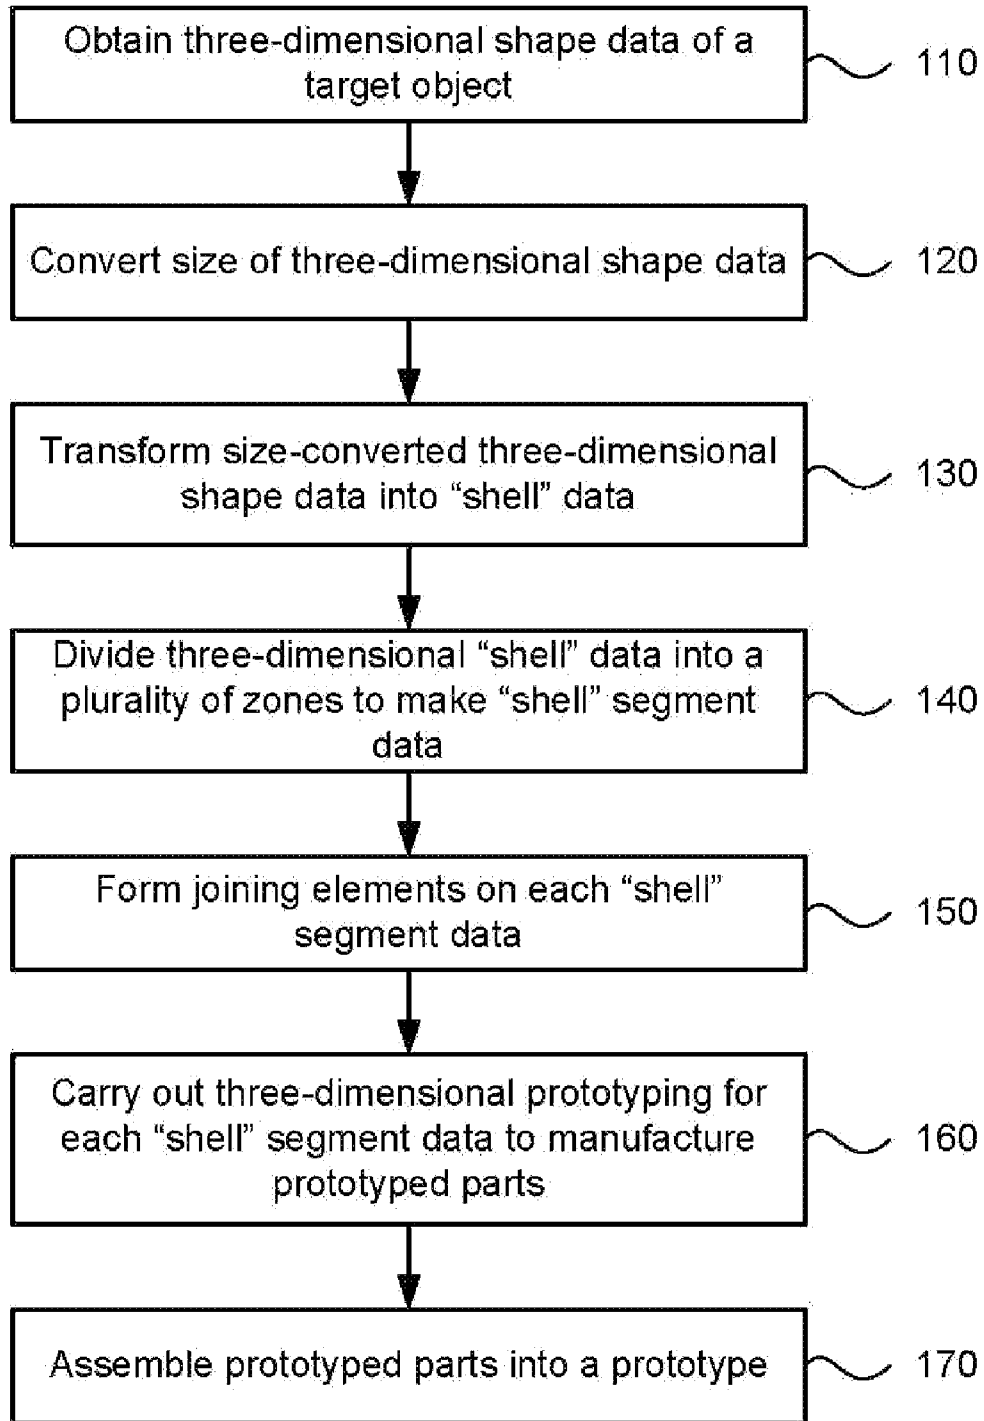 Obtain three-dimensional shape data of a
target object
110
Convert size of three-dimensional shape data
120
Transform size-converted three-dimensional
shape data into “shell” data
130
Divide three-dimensional “shell” data into a
plurality of zones to make “shell” segment
data
140
Form joining elements on each “shell”
segment data
150
Carry out three-dimensional prototyping for
each “shell” segment data to manufacture
prototyped parts
160
Assemble prototyped parts into a prototype
170